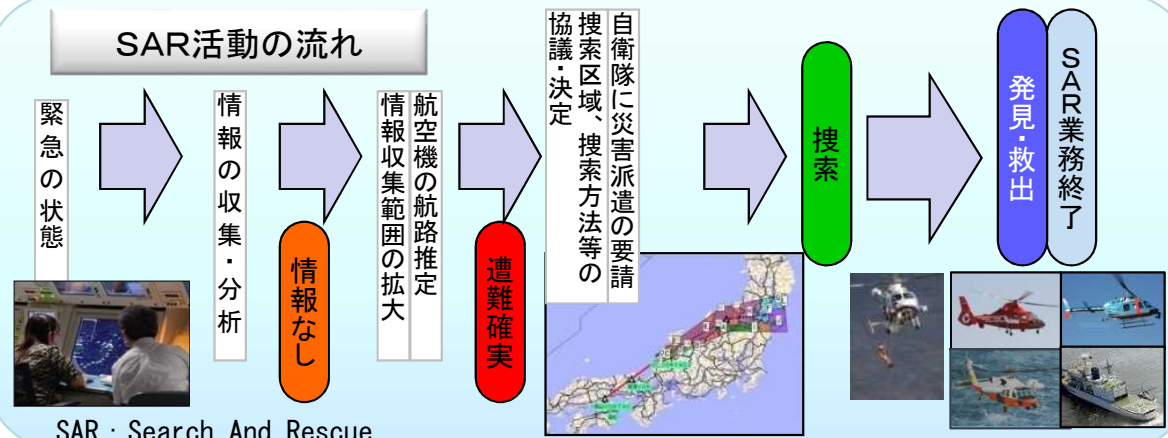 SAR活動の流れ
緊急の状態
情報の収集・分析
情報なし
航空機の航路推定
情報収集範囲の拡大
遭難確実
自衛隊に災害派遣の要請
捜索区域、捜索方法等の
協議・決定
捜索
発見・救出
SAR業務終了
SAR：Search And Rescue